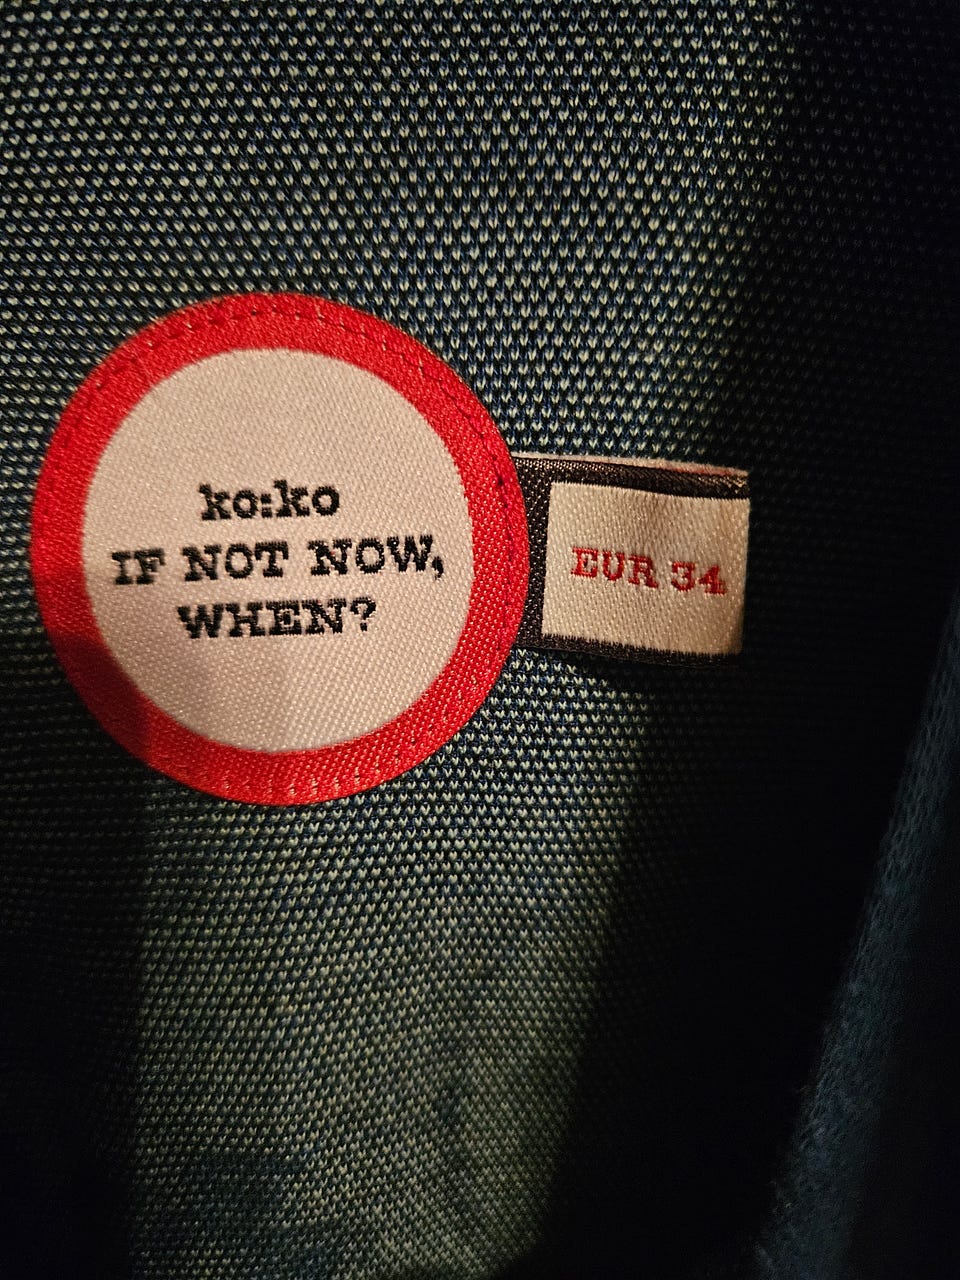 ko:ko
IF NOT NOW,
WHEN?
EUR 34